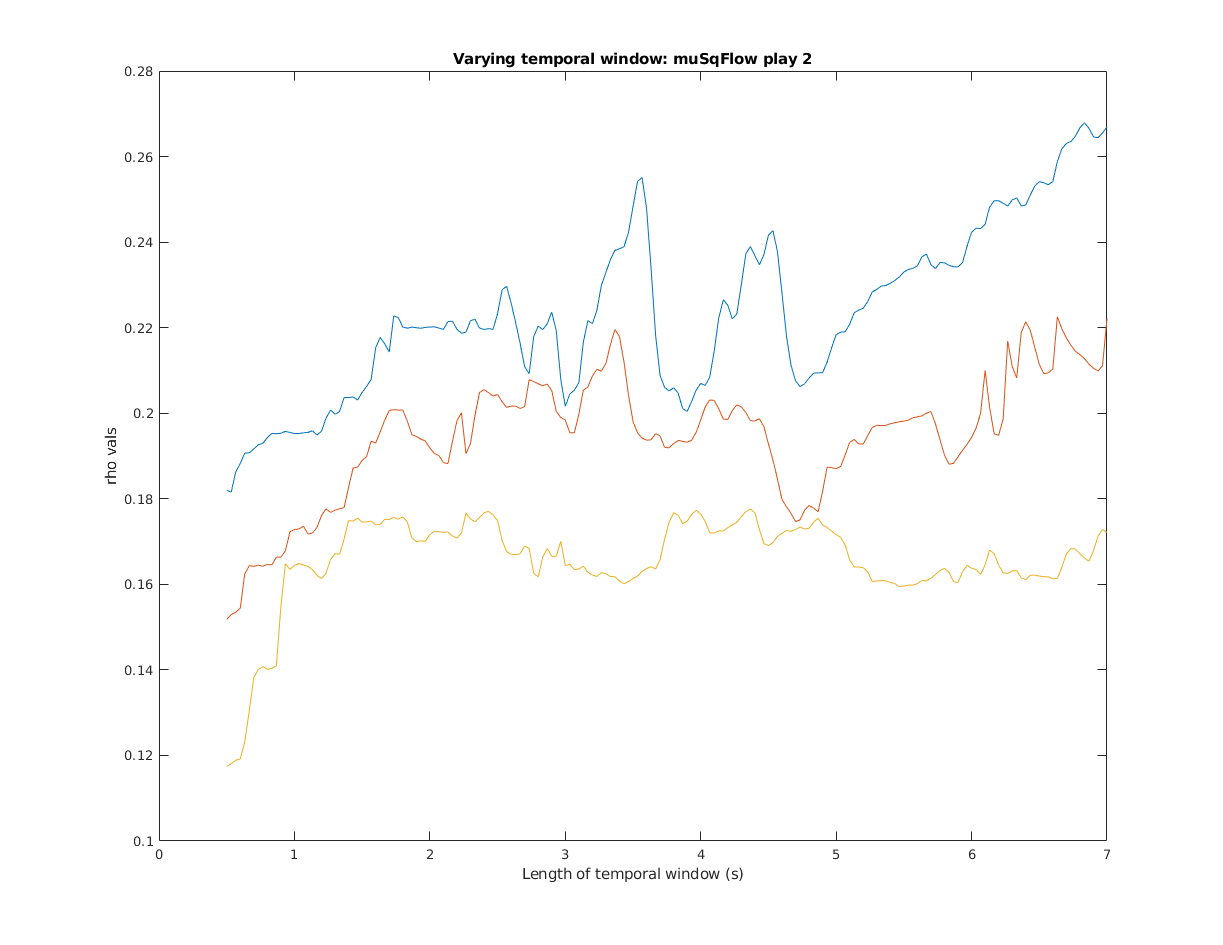 Varying temporal window: muSqFlow play 2
0.28
0.26
0.24
0.22
0.2
0.18
0.16
0.14
0.12
0.1
rho vals
0 1 2 3 4 5 6 7
Length of temporal window (s)